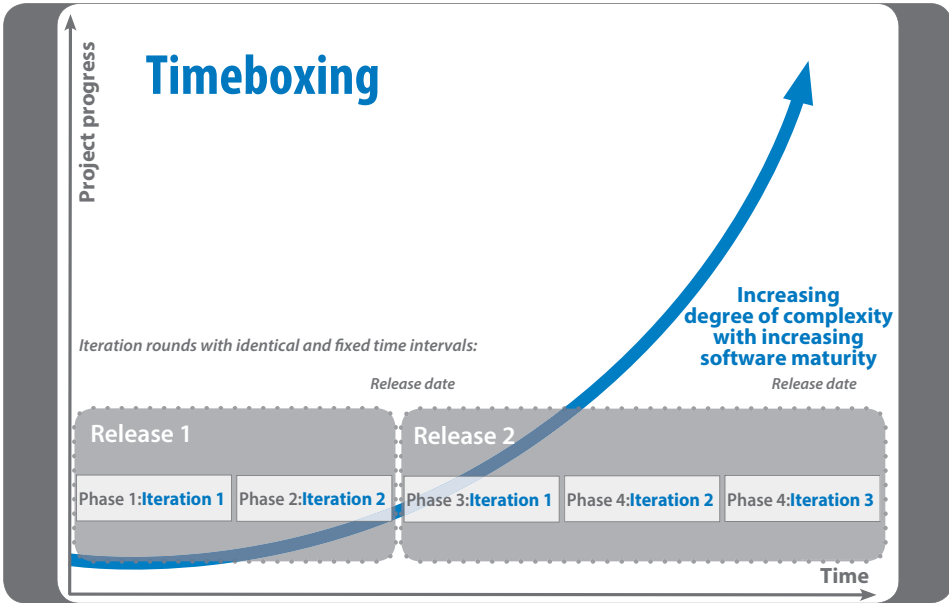 Project progress
Timeboxing
Increasing
degree of complexity
with increasing
software maturity
Iteration rounds with identical and fixed time intervals:
Release date
Release date
Release 1
Release 2
Phase 1:Iteration 1
Phase 2:Iteration 2
Phase 3:Iteration 1
Phase 4:Iteration 2
Phase 4:Iteration 3
Time